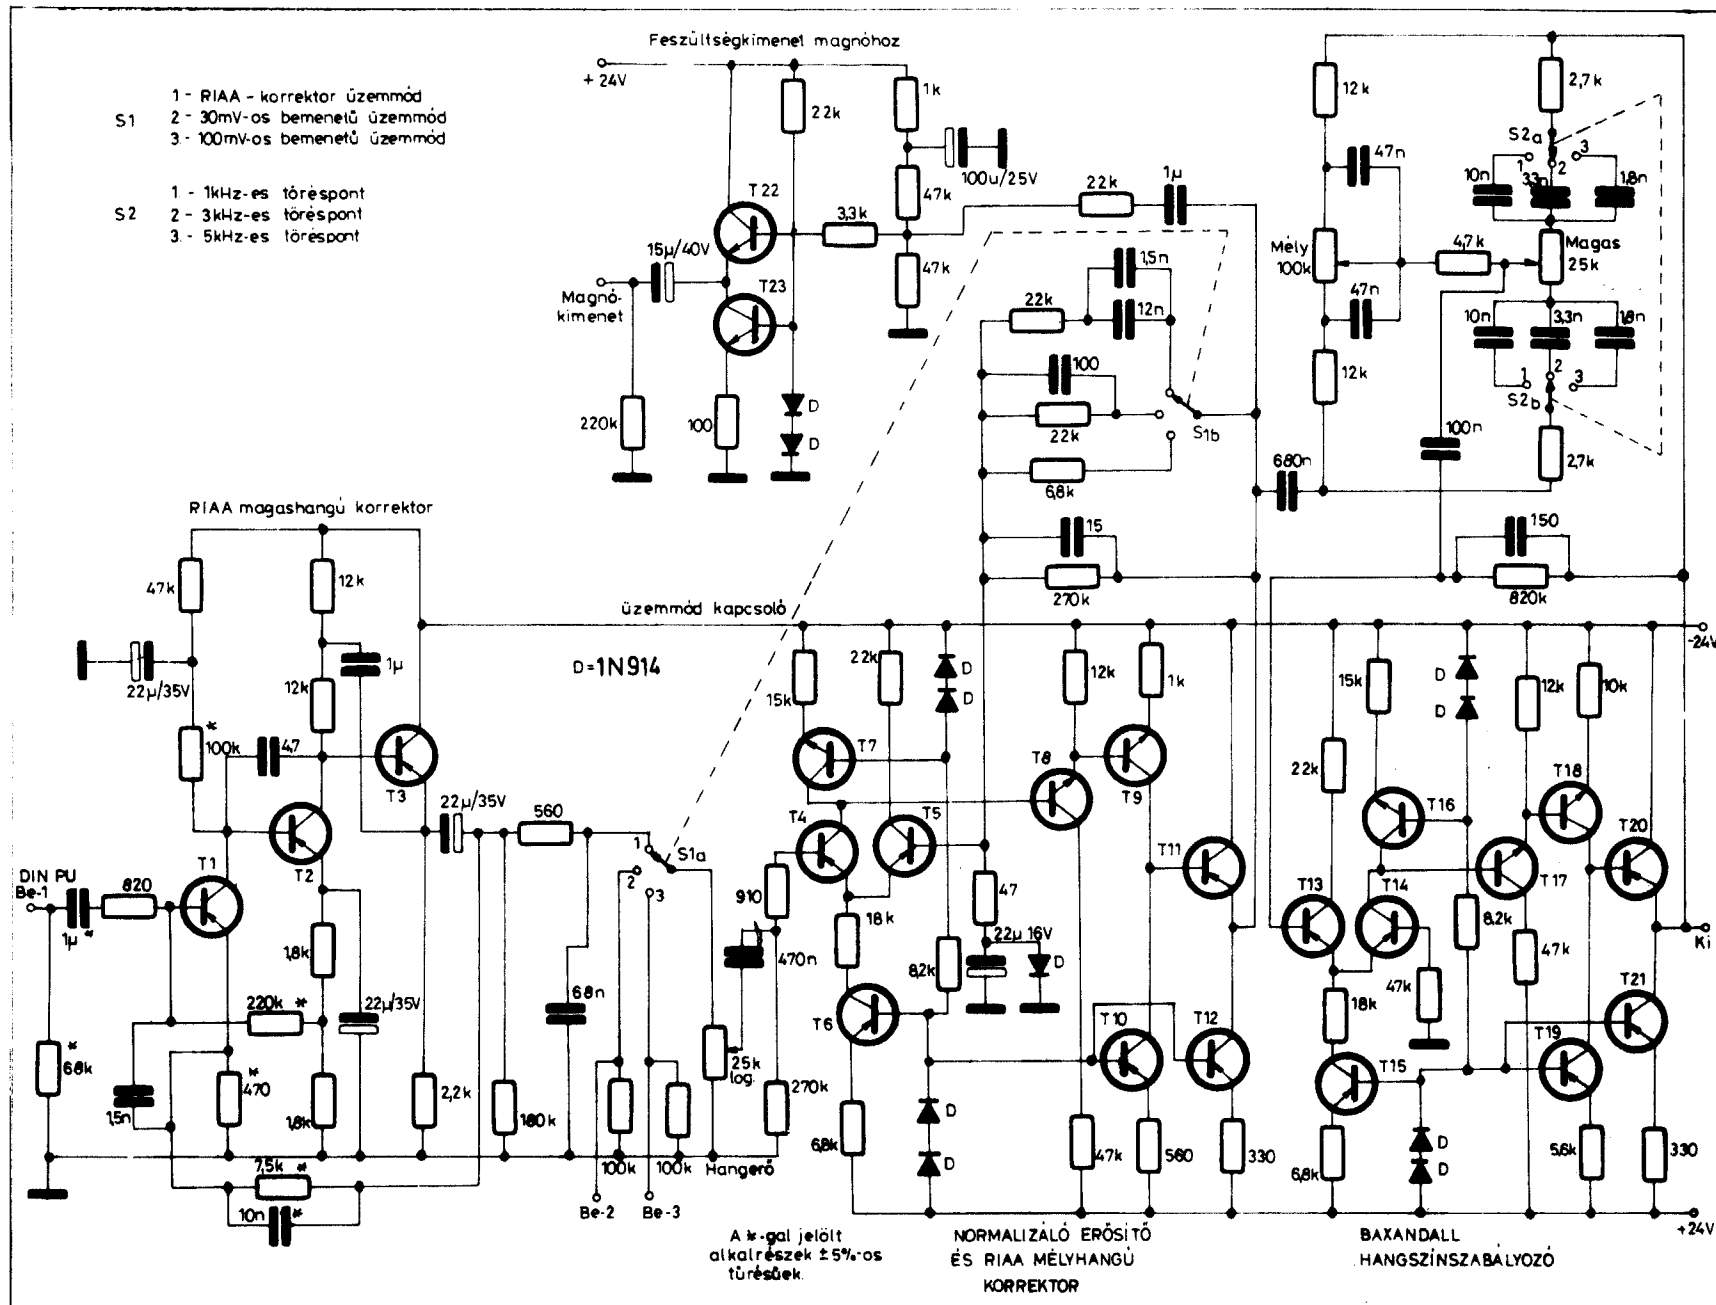 Feszültségkimenet magnóhoz
+24V
S1
1- RIAA - korrektor üzemmód
2 - 30mV-os bemenetű üzemmód
3.- 100mV-os bemenetű üzemmód
S2
1.- 1kHz-es töréspont
2 - 3kHz-es töréspont
3.- 5kHz-es töréspont
22k
1k
100u/25V
47k
47k
T22
3,3k
15µ/40V
T23
Magnó-
kimenet
220k
100
D
D
22k
1µ
1,5n
22k
12n
100
22k
S1b
6,8k
15
270k
680n
12k
47n
Mély
100k
47n
12k
2,7k
S2a
1
2
3
10n
33n
1,8n
4,7k
Magas
25k
10n
3,3n
1,8n
1
2
3
S2b
100n
2,7k
150
820k
RIAA magashangú korrektor
47k
12k
22µ/35V
1µ
12k
*
100k
47
T3
T2
T1
DIN PU
Be-1
1µ*
820
22µ/35V
560
1
2
3
S1a
1,8k
220k *
22µ/35V
*
68k
1,5n
*
470
1,8k
2,2k
7,5k *
10n *
180k
68n
100k
100k
25k
log.
Hangerő
Be-2
Be-3
üzemmód kapcsoló
D=1N914
-24V
15k
22k
D
D
T7
T4
T5
910
470n
270k
18k
8,2k
T6
6,8k
D
D
47
22µ 16V
D
12k
1k
T8
T9
T11
T10
T12
47k
560
330
22k
15k
D
D
T16
T13
T14
8,2k
47k
18k
T15
6,8k
D
D
12k
10k
T18
T20
T17
47k
T21
T19
5,6k
330
Ki
+24V
A *-gal jelölt
alkatrészek ±5%-os
tűrésűek.
NORMALIZÁLÓ ERŐSÍTŐ
ÉS RIAA MÉLYHANGÚ
KORREKTOR
BAXANDALL
HANGSZÍNSZABÁLYOZÓ